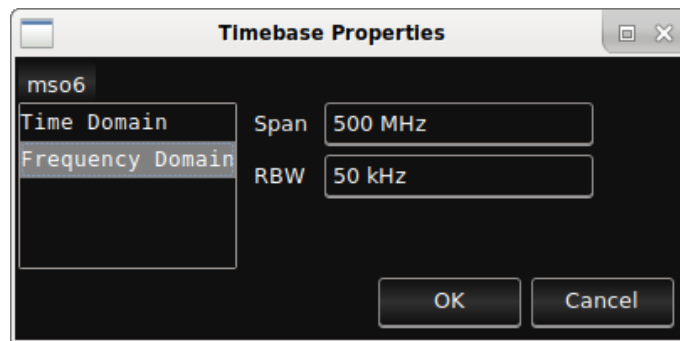 Timebase Properties
mso6
Time Domain
Frequency Domain
Span 500 MHz
RBW 50 kHz
OK Cancel